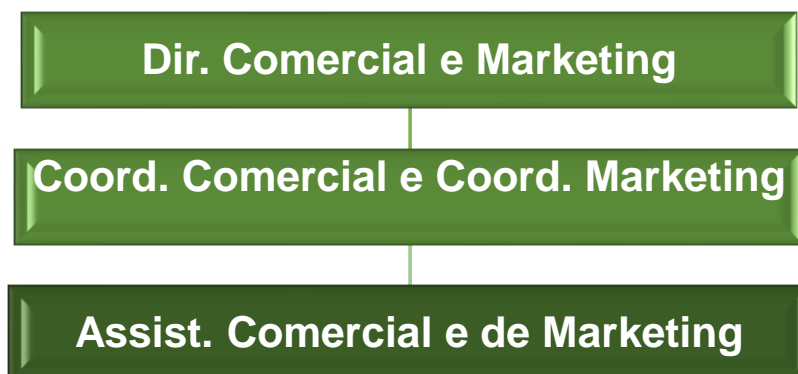 Dir. Comercial e Marketing
Coord. Comercial e Coord. Marketing
Assist. Comercial e de Marketing